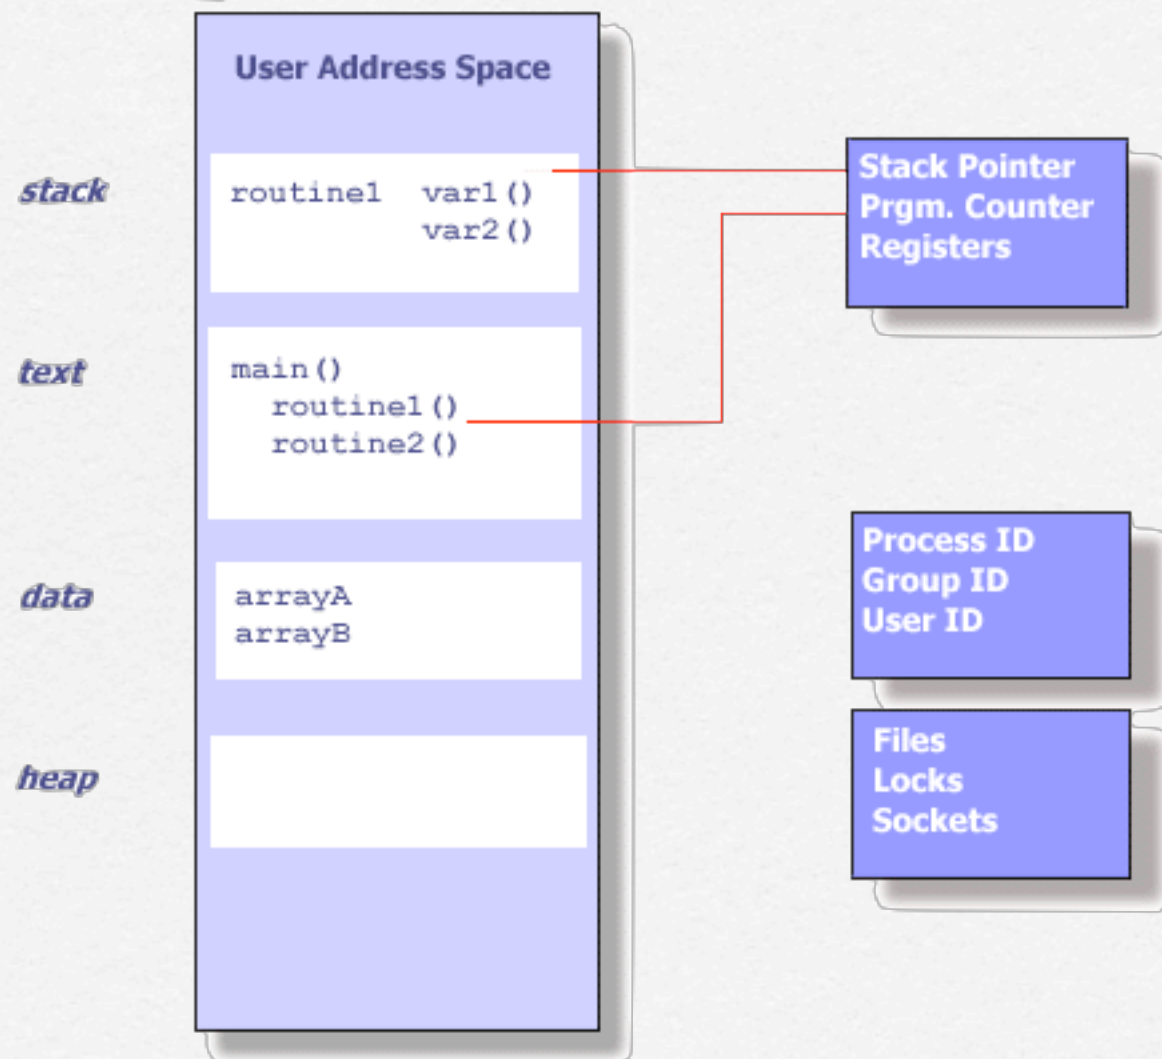 User Address Space
stack
routine1 var1()
var2()
text
main()
routine1()
routine2()
data
arrayA
arrayB
heap
Stack Pointer
Prgm. Counter
Registers
Process ID
Group ID
User ID
Files
Locks
Sockets